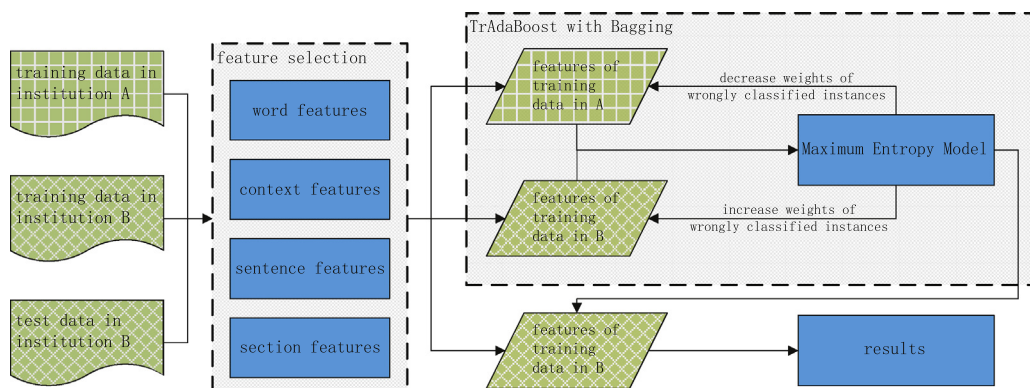 training data in
institution A
training data in
institution B
test data in
institution B
feature selection
word features
context features
sentence features
section features
TrAdaBoost with Bagging
features of
training
data in A
decrease weights of
wrongly classified instances
Maximum Entropy Model
features of
training
data in B
increase weights of
wrongly classified instances
features of
training
data in B
results